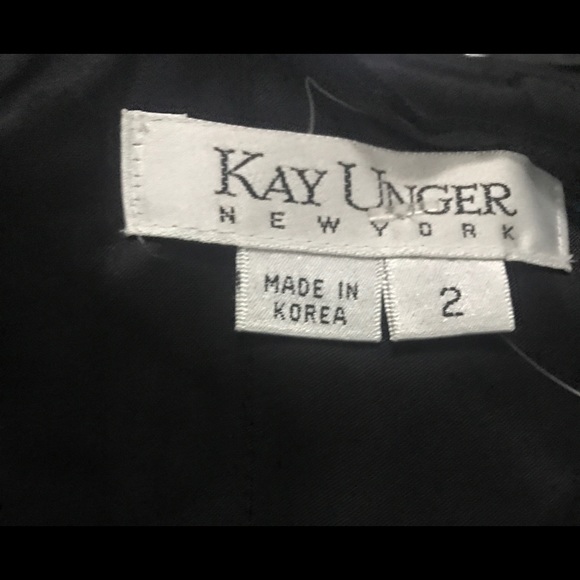 KAY UNGER
NEW YORK
MADE IN
KOREA
2